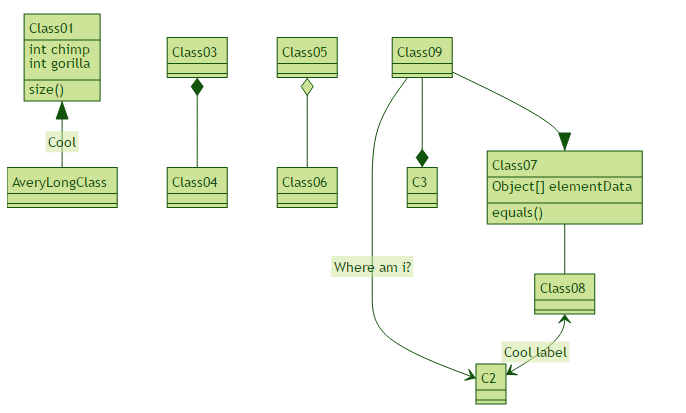 Class01
int chimp
int gorilla
size()
Cool
AveryLongClass
Class03
Class04
Class05
Class06
Class09
C3
Class07
Object[] elementData
equals()
Where am i?
Class08
Cool label
C2